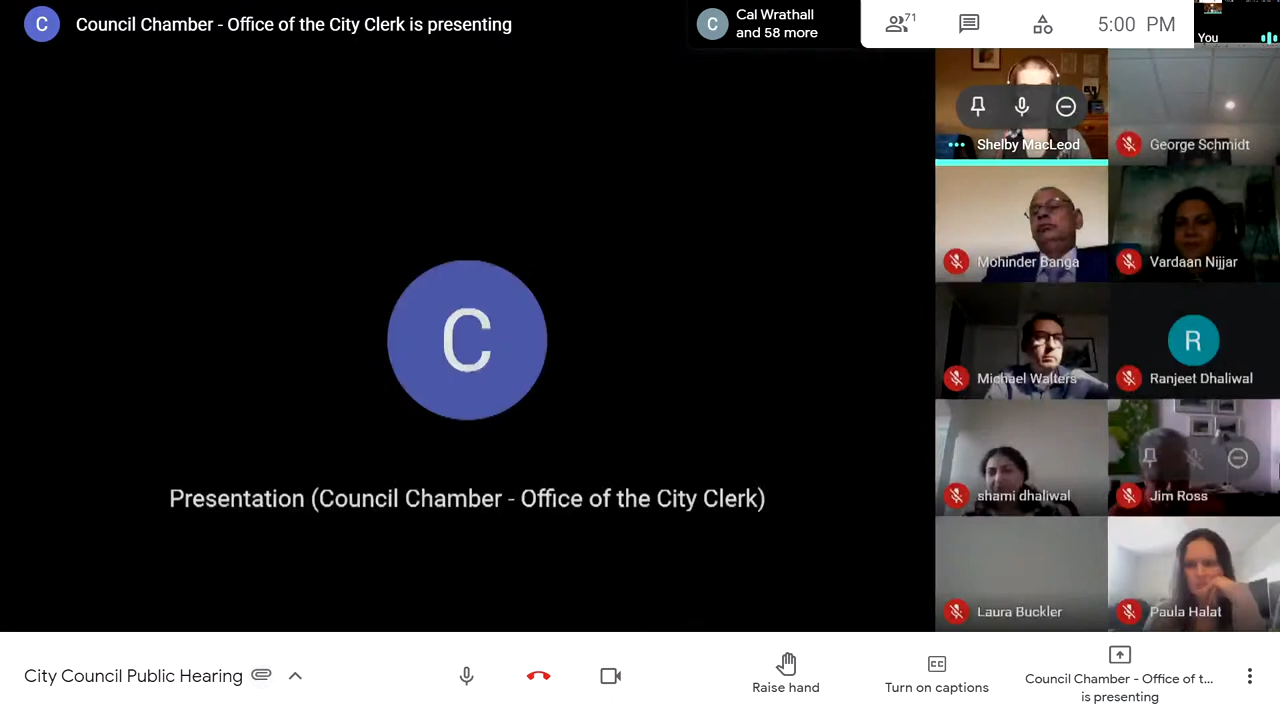 C
Council Chamber - Office of the City Clerk is presenting
C
Cal Wrathall
and 58 more
71
5:00 PM
You
Shelby MacLeod
George Schmidt
Mohinder Banga
Vardaan Nijjar
Michael Walters
R
Ranjeet Dhaliwal
shami dhaliwal
Jim Ross
Laura Buckler
Paula Halat
C
Presentation (Council Chamber - Office of the City Clerk)
City Council Public Hearing
Raise hand
CC
Turn on captions
Council Chamber - Office of t...
is presenting